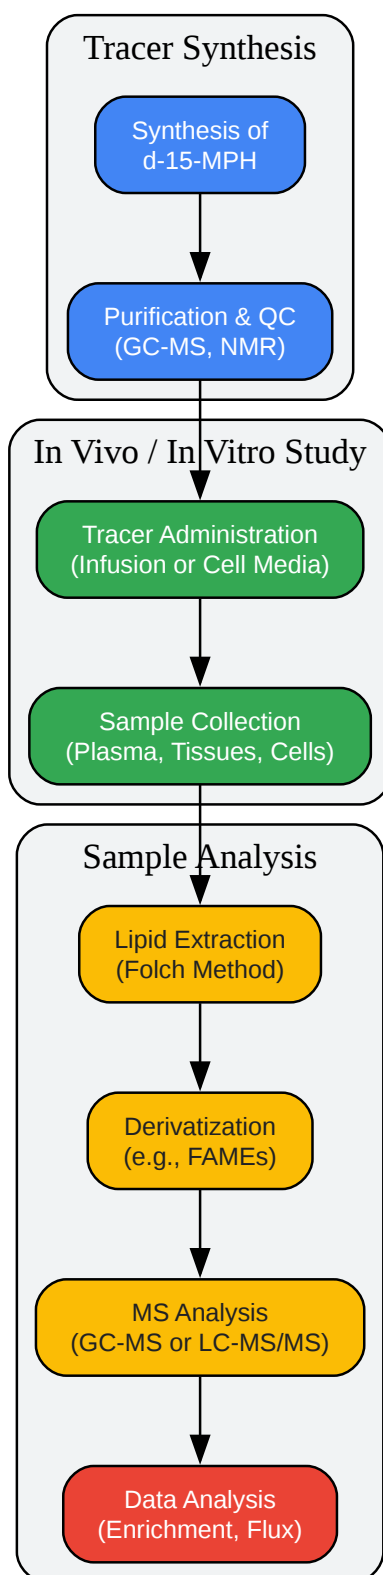 Tracer Synthesis
Synthesis of
d-15-MPH
Purification & QC
(GC-MS, NMR)
In Vivo / In Vitro Study
Tracer Administration
(Infusion or Cell Media)
Sample Collection
(Plasma, Tissues, Cells)
Sample Analysis
Lipid Extraction
(Folch Method)
Derivatization
(e.g., FAMEs)
MS Analysis
(GC-MS or LC-MS/MS)
Data Analysis
(Enrichment, Flux)